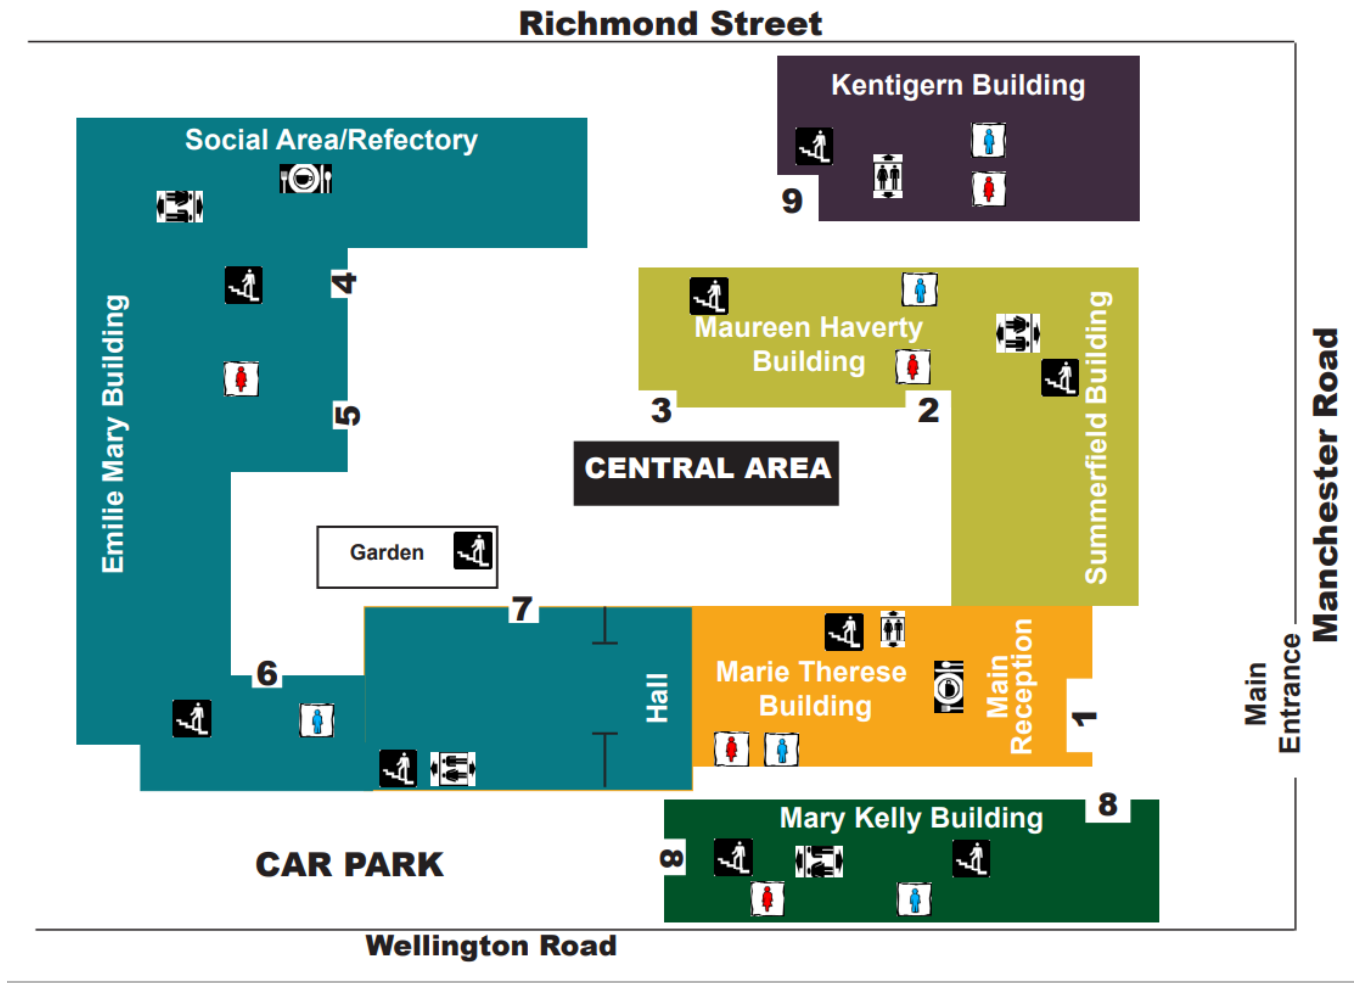 Richmond Street
Kentigern Building
Social Area/Refectory
9
4
Maureen Haverty
Building
Summerfield Building
Emilie Mary Building
Manchester Road
5
3
2
CENTRAL AREA
Garden
7
6
Hall
Marie Therese
Building
Main
Reception
1
Main
Entrance
8
Mary Kelly Building
8
CAR PARK
Wellington Road